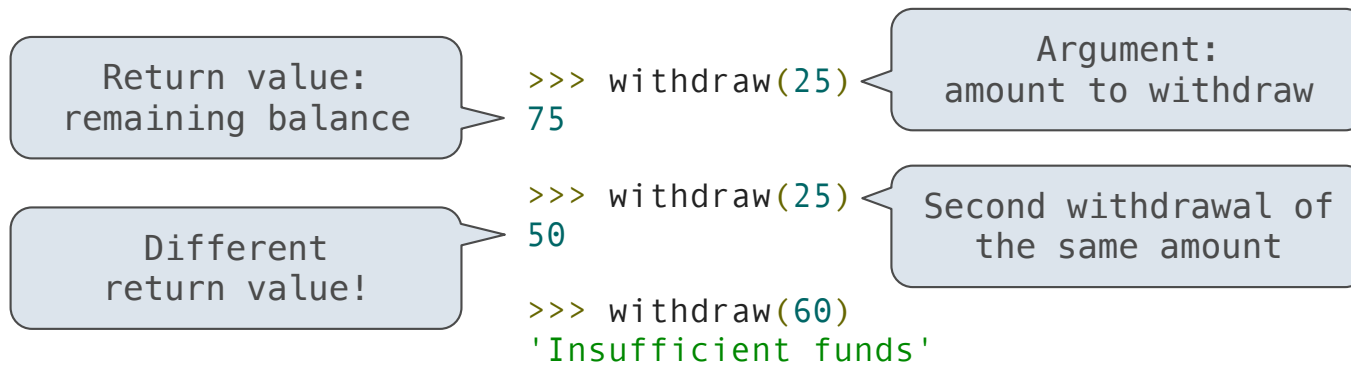 Return value:
remaining balance
>>> withdraw(25)
75
Argument:
amount to withdraw
Different
return value!
>>> withdraw(25)
50
Second withdrawal of
the same amount
>>> withdraw(60)
'Insufficient funds'